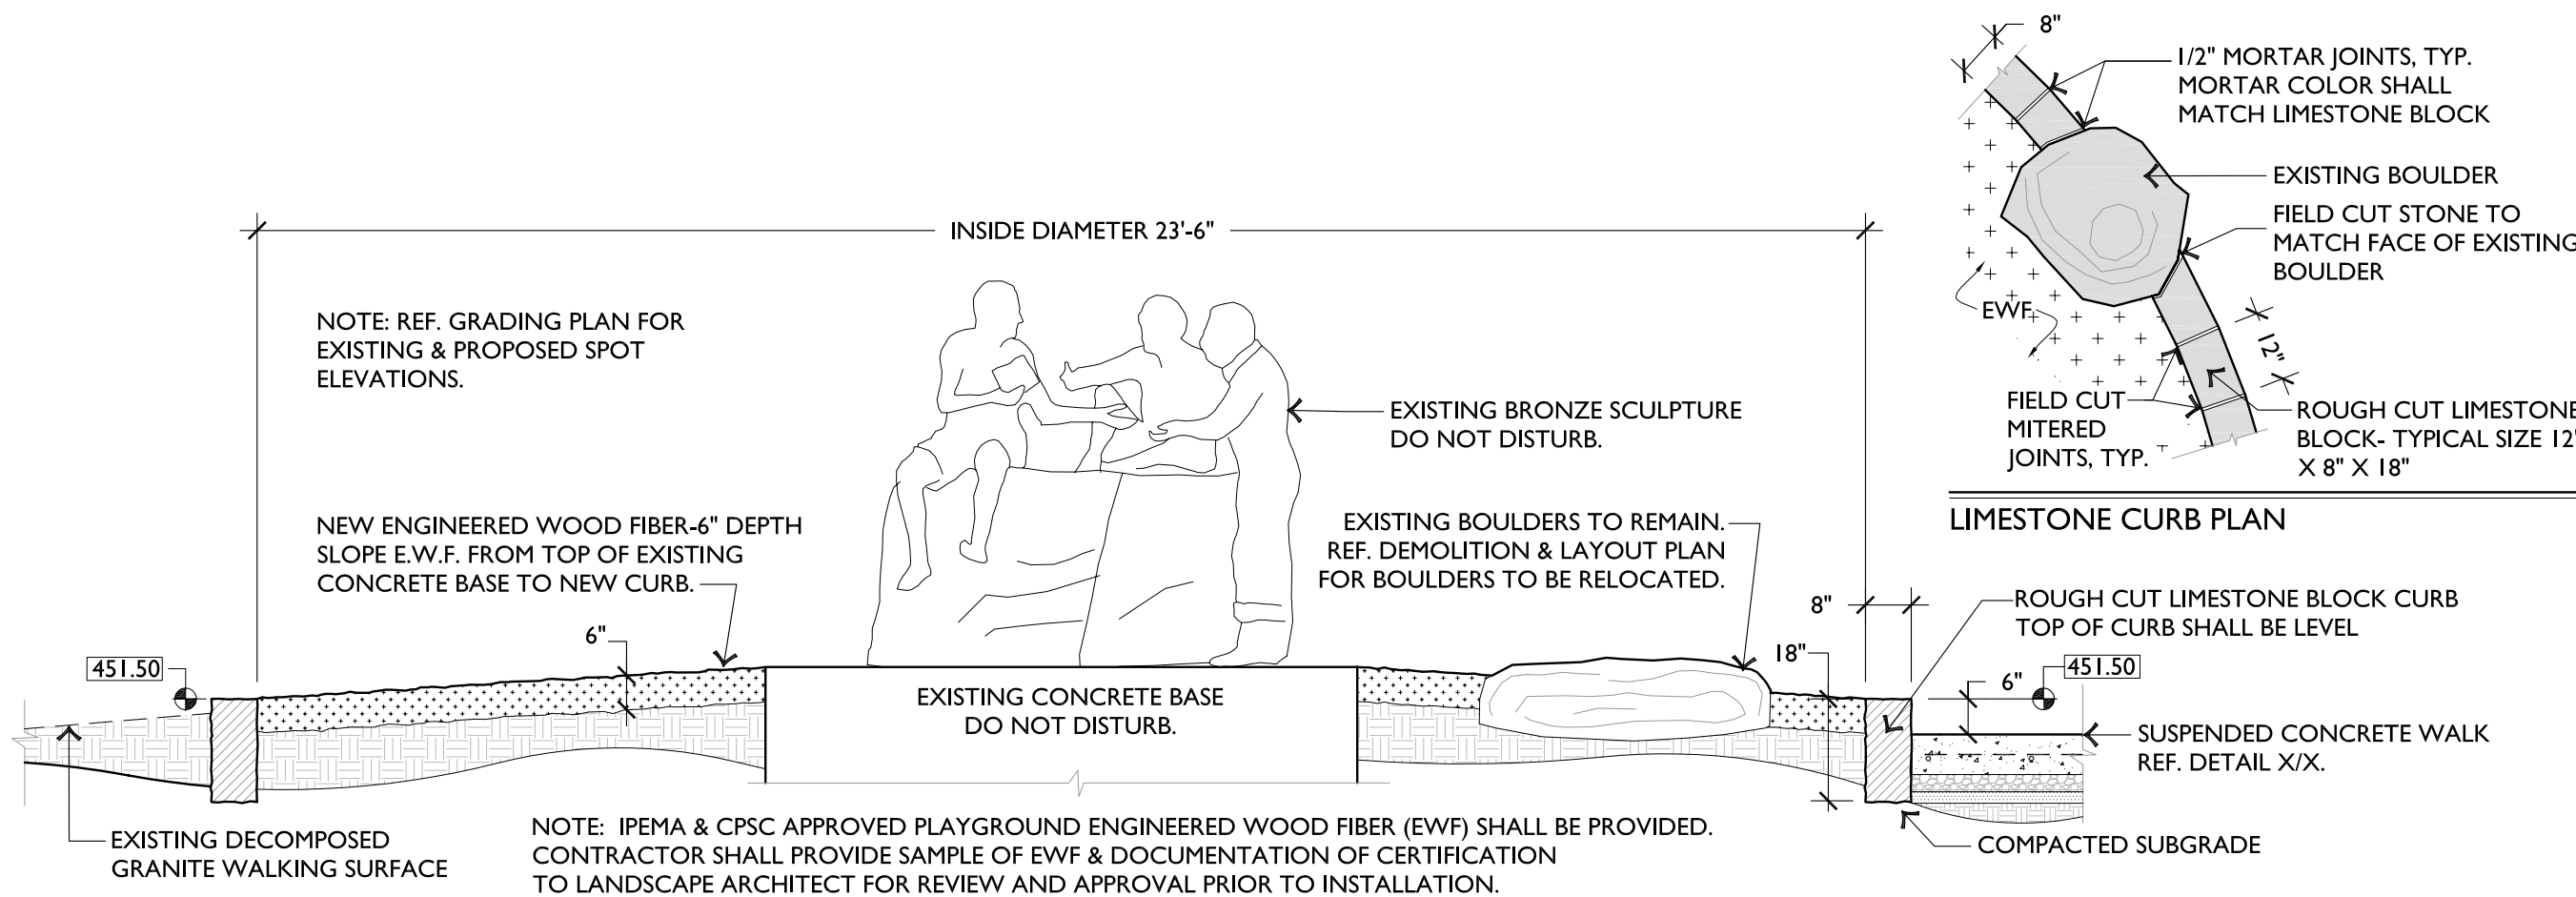 8"
1/2" MORTAR JOINTS, TYP.
MORTAR COLOR SHALL
MATCH LIMESTONE BLOCK
EXISTING BOULDER
FIELD CUT STONE TO
MATCH FACE OF EXISTING
BOULDER
EWF
12"
FIELD CUT
MITERED
JOINTS, TYP.
ROUGH CUT LIMESTONE
BLOCK- TYPICAL SIZE 12"
X 8" X 18"
LIMESTONE CURB PLAN
INSIDE DIAMETER 23'-6"
NOTE: REF. GRADING PLAN FOR
EXISTING & PROPOSED SPOT
ELEVATIONS.
EXISTING BRONZE SCULPTURE
DO NOT DISTURB.
NEW ENGINEERED WOOD FIBER-6" DEPTH
SLOPE E.W.F. FROM TOP OF EXISTING
CONCRETE BASE TO NEW CURB.
EXISTING BOULDERS TO REMAIN.
REF. DEMOLITION & LAYOUT PLAN
FOR BOULDERS TO BE RELOCATED.
8"
ROUGH CUT LIMESTONE BLOCK CURB
TOP OF CURB SHALL BE LEVEL
6"
18"
451.50
6"
451.50
EXISTING CONCRETE BASE
DO NOT DISTURB.
SUSPENDED CONCRETE WALK
REF. DETAIL X/X.
EXISTING DECOMPOSED
GRANITE WALKING SURFACE
COMPACTED SUBGRADE
NOTE: IPEMA & CPSC APPROVED PLAYGROUND ENGINEERED WOOD FIBER (EWF) SHALL BE PROVIDED.
CONTRACTOR SHALL PROVIDE SAMPLE OF EWF & DOCUMENTATION OF CERTIFICATION
TO LANDSCAPE ARCHITECT FOR REVIEW AND APPROVAL PRIOR TO INSTALLATION.